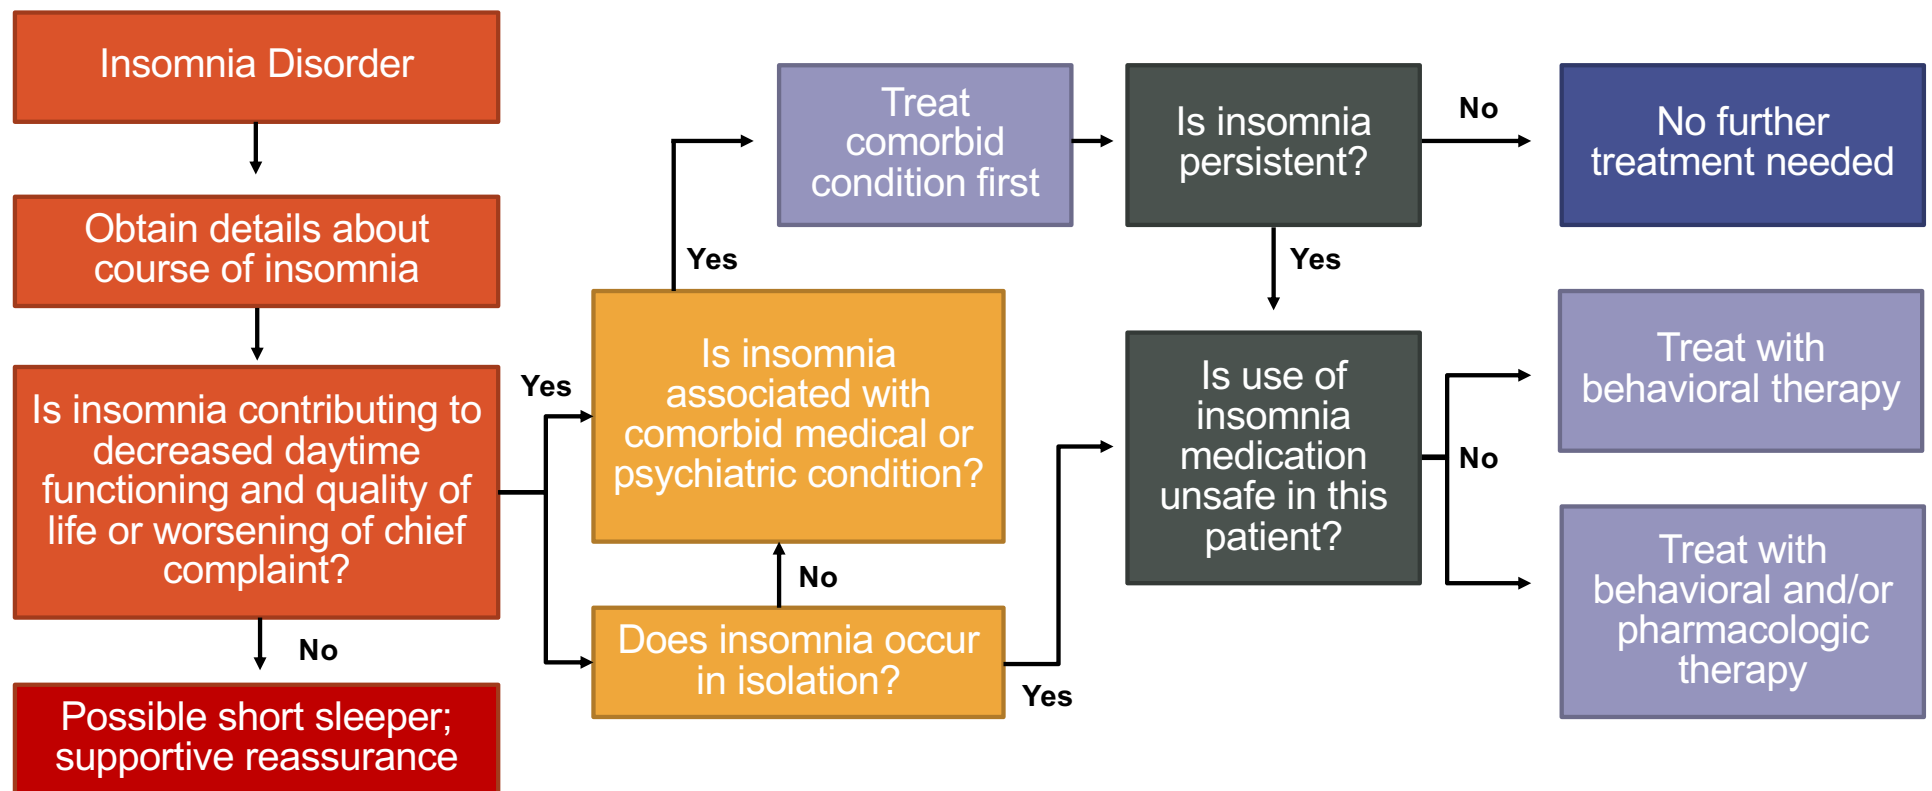 Insomnia Disorder
Obtain details about
course of insomnia
Is insomnia contributing to
decreased daytime
functioning and quality of
life or worsening of chief
complaint?
No
Possible short sleeper;
supportive reassurance
Yes
Is insomnia
associated with
comorbid medical or
psychiatric condition?
No
Does insomnia occur
in isolation?
Yes
Yes
Treat
comorbid
condition first
Is insomnia
persistent?
No
No further
treatment needed
Yes
Is use of
insomnia
medication
unsafe in this
patient?
No
Treat with
behavioral therapy
Treat with
behavioral and/or
pharmacologic
therapy